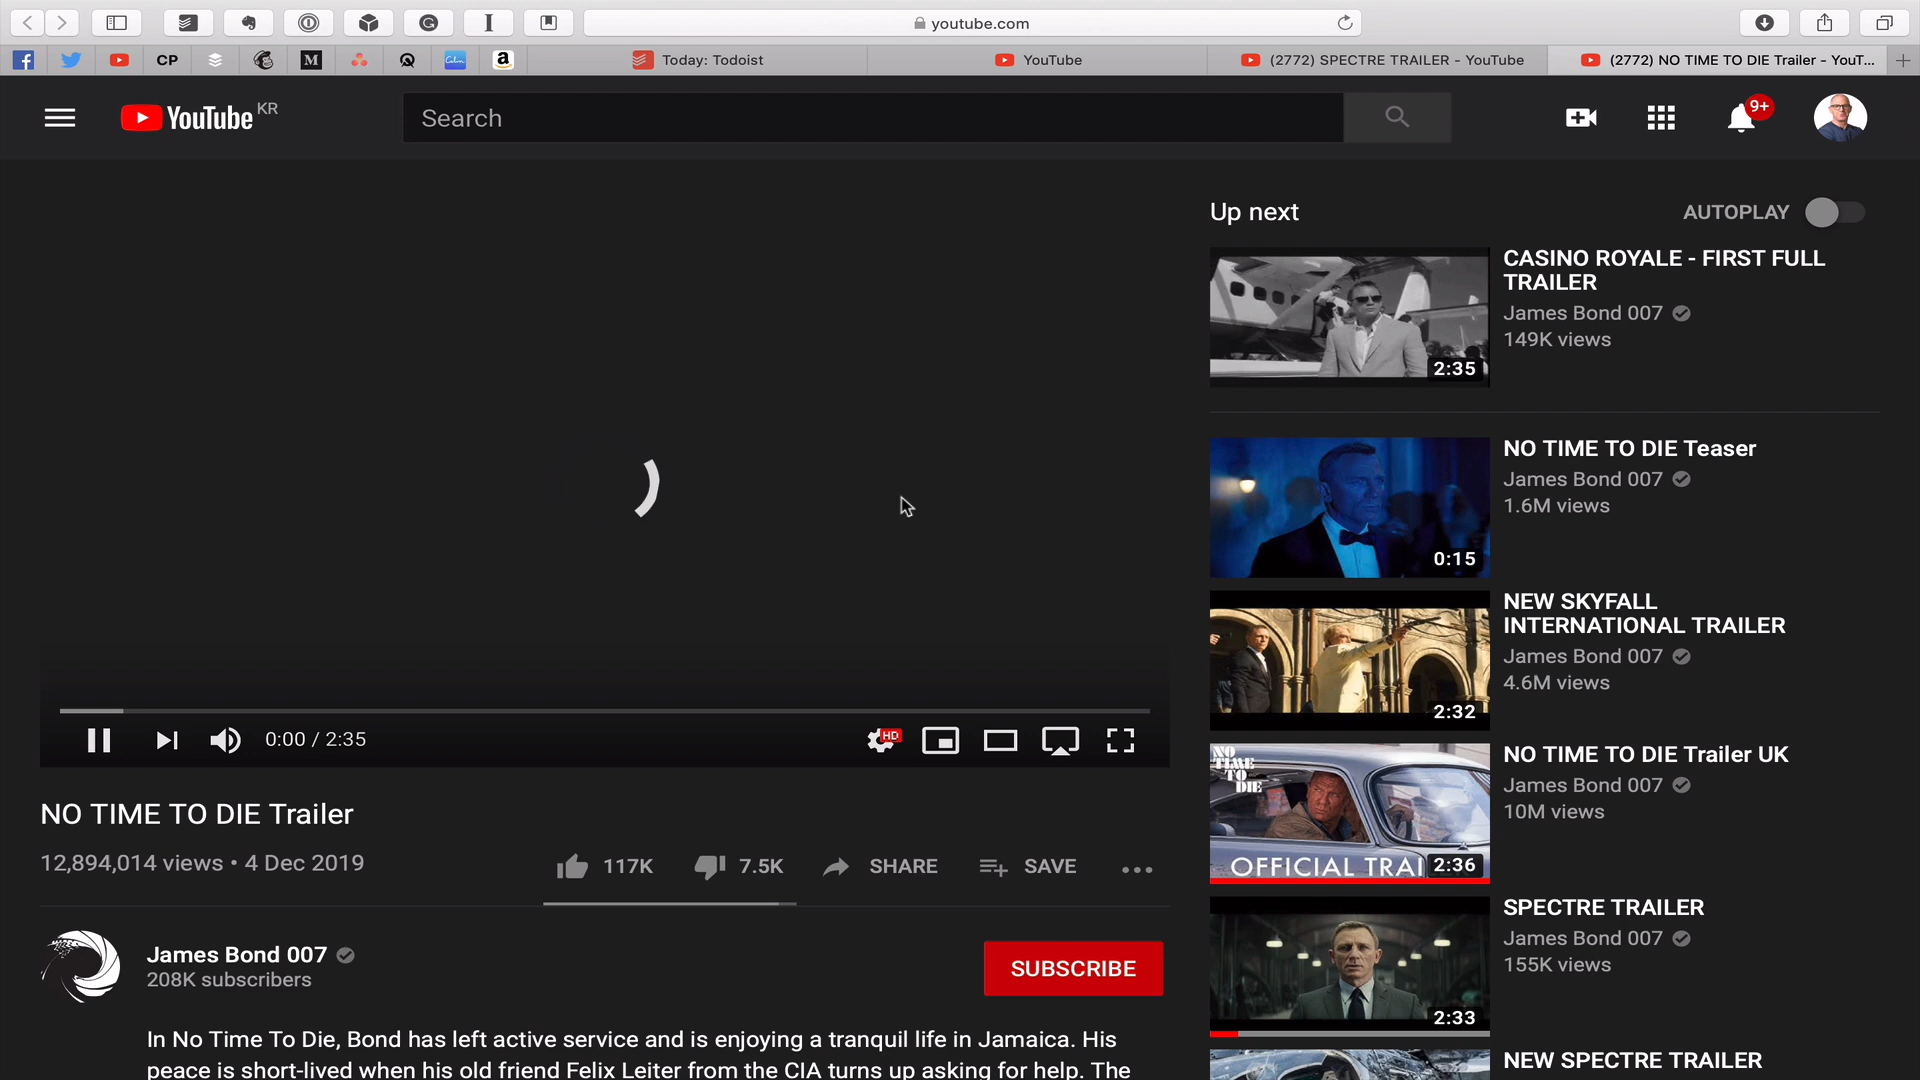 youtube.com
CP
M
Calm
a
Today: Todoist
YouTube
(2772) SPECTRE TRAILER - YouTube
(2772) NO TIME TO DIE Trailer - YouT...
YouTube KR
Search
9+
Up next
AUTOPLAY
CASINO ROYALE - FIRST FULL
TRAILER
James Bond 007
149K views
2:35
NO TIME TO DIE Teaser
James Bond 007
1.6M views
0:15
NEW SKYFALL
INTERNATIONAL TRAILER
James Bond 007
4.6M views
2:32
NO
TIME
TO
DIE
OFFICIAL TRAI
2:36
NO TIME TO DIE Trailer UK
James Bond 007
10M views
SPECTRE TRAILER
James Bond 007
155K views
2:33
NEW SPECTRE TRAILER
0:00 / 2:35
HD
NO TIME TO DIE Trailer
12,894,014 views • 4 Dec 2019
117K
7.5K
SHARE
SAVE
James Bond 007
208K subscribers
SUBSCRIBE
In No Time To Die, Bond has left active service and is enjoying a tranquil life in Jamaica. His
peace is short-lived when his old friend Felix Leiter from the CIA turns up asking for help. The